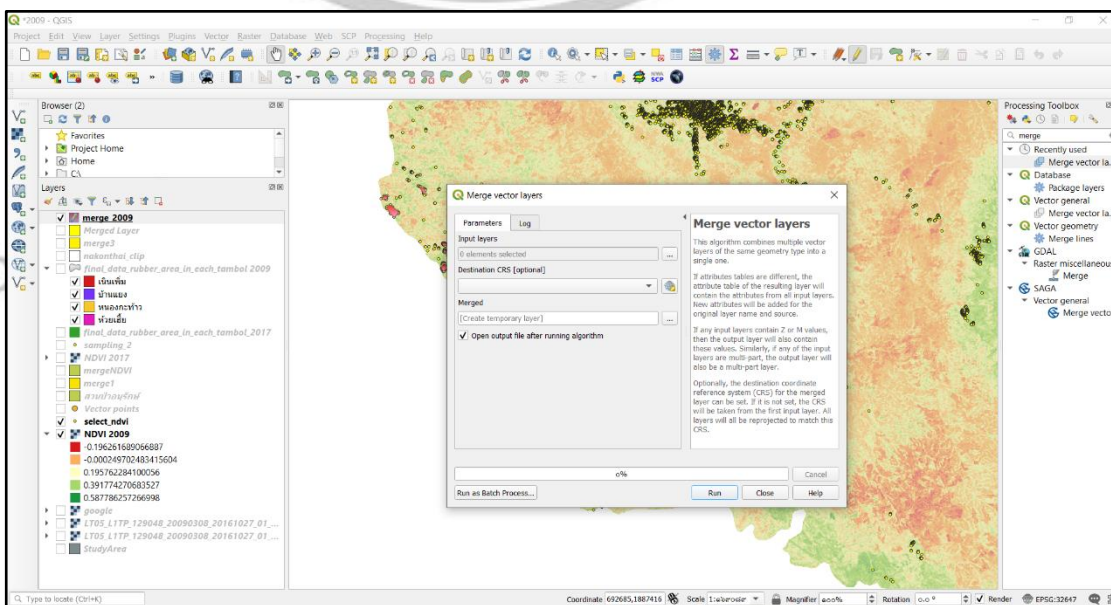 *2009 - QGIS
Project Edit View Layer Settings Plugins Vector Raster Database Web SCP Processing Help
Browser (2)
Favorites
Project Home
Home
C:\
Layers
merge_2009
Merged Layer
merge3
nakonthai_clip
final_data_rubber_area_in_each_tambol 2009
เนินเพิ่ม
บ้านแยง
หนองกะท้าว
ห้วยเฮี้ย
final_data_rubber_area_in_each_tambol_2017
sampling_2
NDVI 2017
mergeNDVI
merge1
สวนป่าอนุรักษ์
Vector points
select_ndvi
NDVI 2009
-0.196261689066887
-0.000249702483415604
0.195762284100056
0.391774270683527
0.587786257266998
google
LT05_L1TP_129048_20090308_20161027_01_...
LT05_L1TP_129048_20090308_20161027_01_...
StudyArea
Merge vector layers
Parameters Log
Input layers
0 elements selected
...
Destination CRS [optional]
Merged
[Create temporary layer]
...
Open output file after running algorithm
Merge vector layers
This algorithm combines multiple vector
layers of the same geometry type into a
single one.
If attributes tables are different, the
attribute table of the resulting layer will
contain the attributes from all input layers.
New attributes will be added for the
original layer name and source.
If any input layers contain Z or M values,
then the output layer will also contain
these values. Similarly, if any of the input
layers are multi-part, the output layer will
also be a multi-part layer.
Optionally, the destination coordinate
reference system (CRS) for the merged
layer can be set. If it is not set, the CRS
will be taken from the first input layer. All
layers will all be reprojected to match this
CRS.
0%
Cancel
Run as Batch Process...
Run Close Help
Processing Toolbox
merge
Recently used
Merge vector la...
Database
Package layers
Vector general
Merge vector la...
Vector geometry
Merge lines
GDAL
Raster miscellaneous
Merge
SAGA
Vector general
Merge vecto
SCP
Type to locate (Ctrl+K)
Coordinate 692685,1887416 Scale Magnifier Rotation Render EPSG:32647